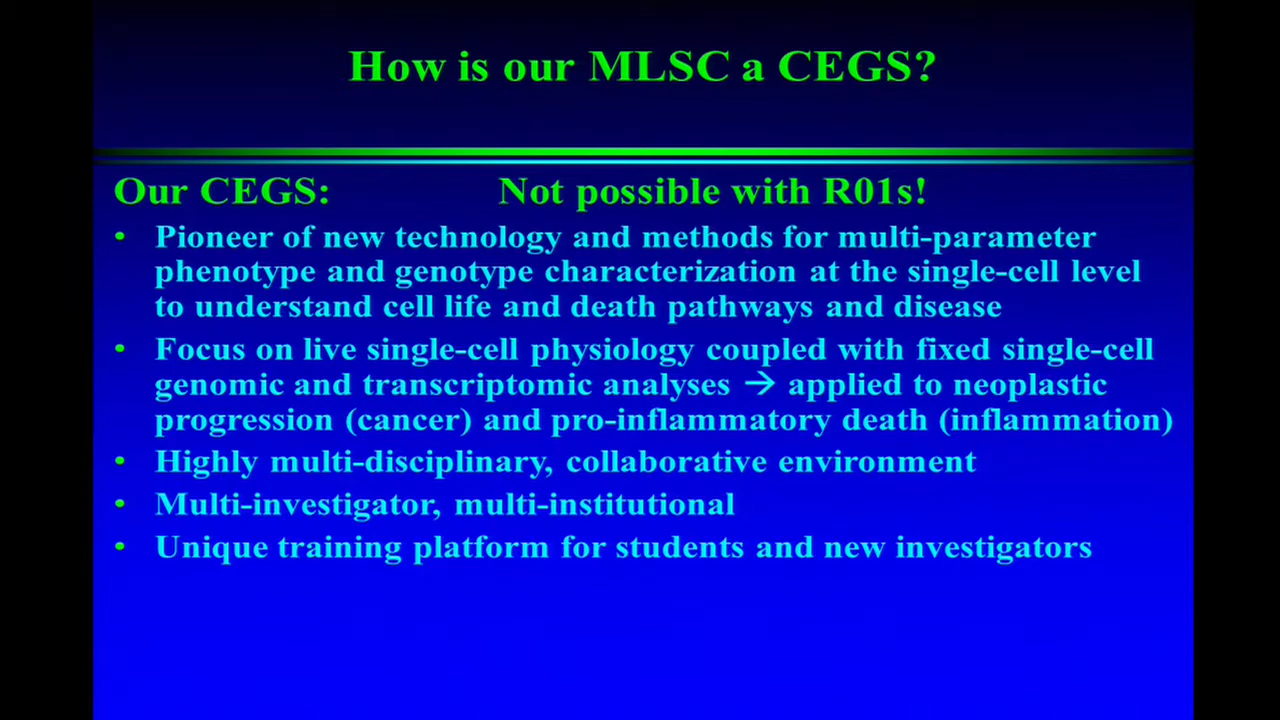 How is our MLSC a CEGS?
Our CEGS: Not possible with R01s!
• Pioneer of new technology and methods for multi-parameter
phenotype and genotype characterization at the single-cell level
to understand cell life and death pathways and disease
• Focus on live single-cell physiology coupled with fixed single-cell
genomic and transcriptomic analyses → applied to neoplastic
progression (cancer) and pro-inflammatory death (inflammation)
• Highly multi-disciplinary, collaborative environment
• Multi-investigator, multi-institutional
• Unique training platform for students and new investigators